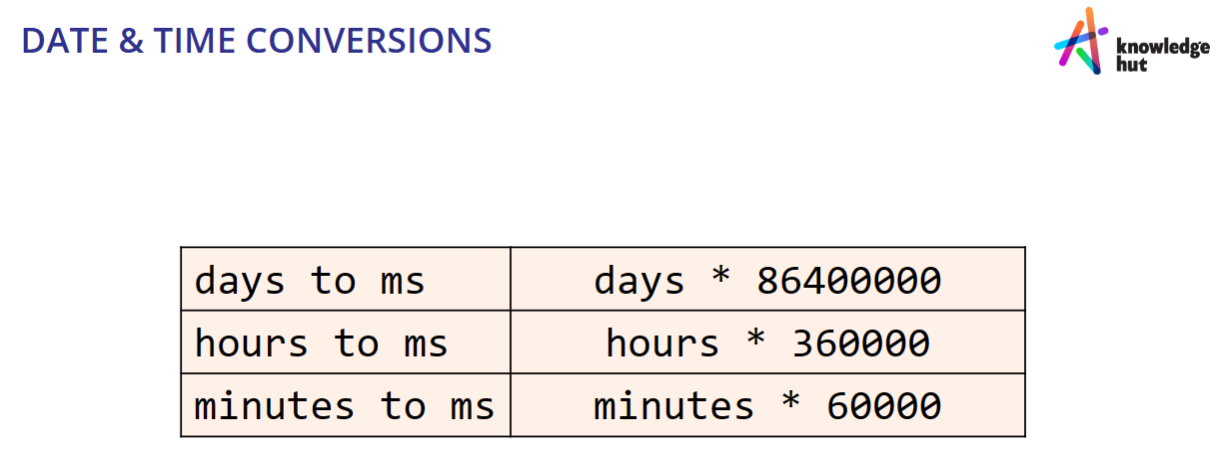 DATE & TIME CONVERSIONS
knowledge
hut
days to ms days * 86400000
hours to ms hours * 360000
minutes to ms minutes * 60000